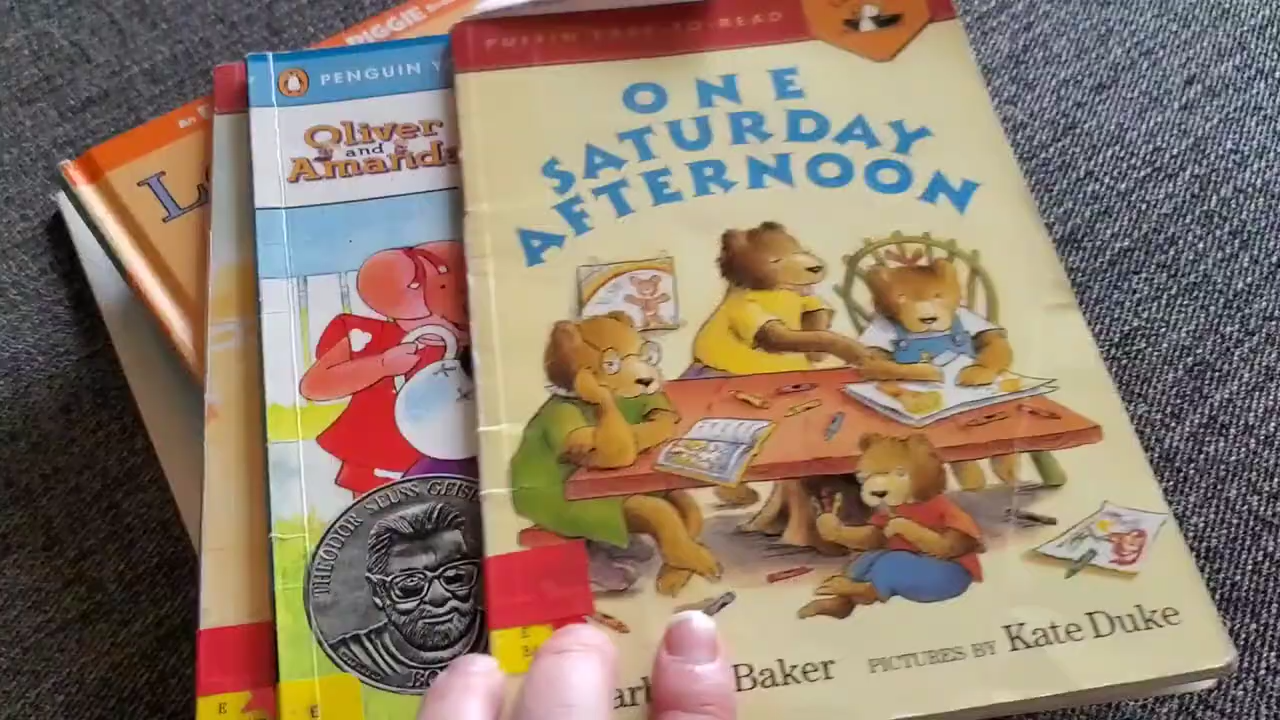 PUFFIN EASY-TO-READ
ONE
SATURDAY
AFTERNOON
Baker
PICTURES BY Kate Duke
PENGUIN Y
Oliver
and
Amanda
THEODOR SEUSS GEISE
E
E
E
PIGGIE
An E
L